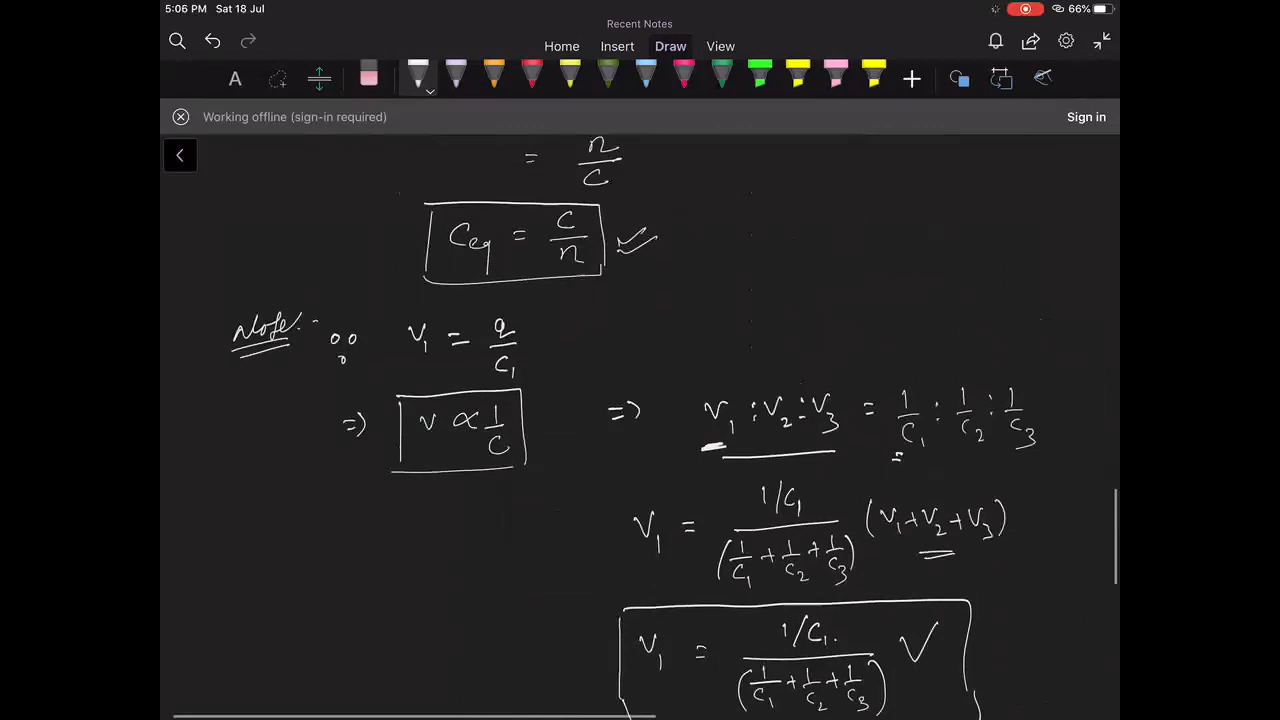 5:06 PM Sat 18 Jul 66%
Recent Notes
Home Insert Draw View
A
Working offline (sign-in required) Sign in
= n/C
Ceq = C/n
Note:- V₁ = q/C₁
=> V ∝ 1/C => V₁ : V₂ : V₃ = 1/C₁ : 1/C₂ : 1/C₃
V₁ = (1/C₁)/(1/C₁ + 1/C₂ + 1/C₃) (V₁+V₂+V₃)
V₁ = (1/C₁)/(1/C₁ + 1/C₂ + 1/C₃) V